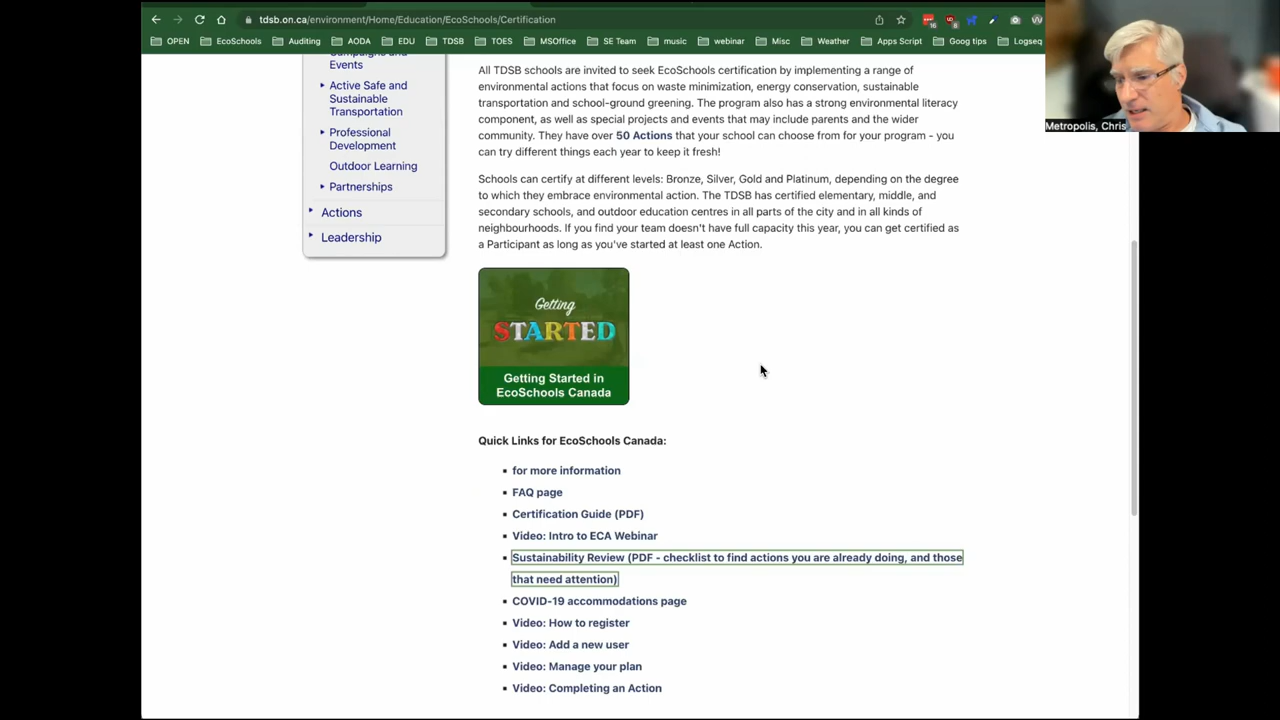 tdsb.on.ca/environment/Home/Education/EcoSchools/Certification
OPEN EcoSchools Auditing AODA EDU TDSB TOES MSOffice SE Team music webinar Misc Weather Apps Script Goog tips Logseq
Campaigns and
Events
Active Safe and
Sustainable
Transportation
Professional
Development
Outdoor Learning
Partnerships
Actions
Leadership
All TDSB schools are invited to seek EcoSchools certification by implementing a range of
environmental actions that focus on waste minimization, energy conservation, sustainable
transportation and school-ground greening. The program also has a strong environmental literacy
component, as well as special projects and events that may include parents and the wider
community. They have over 50 Actions that your school can choose from for your program - you
can try different things each year to keep it fresh!
Schools can certify at different levels: Bronze, Silver, Gold and Platinum, depending on the degree
to which they embrace environmental action. The TDSB has certified elementary, middle, and
secondary schools, and outdoor education centres in all parts of the city and in all kinds of
neighbourhoods. If you find your team doesn't have full capacity this year, you can get certified as
a Participant as long as you've started at least one Action.
Getting
STARTED
Getting Started in
EcoSchools Canada
Quick Links for EcoSchools Canada:
for more information
FAQ page
Certification Guide (PDF)
Video: Intro to ECA Webinar
Sustainability Review (PDF - checklist to find actions you are already doing, and those
that need attention)
COVID-19 accommodations page
Video: How to register
Video: Add a new user
Video: Manage your plan
Video: Completing an Action
Metropolis, Chris